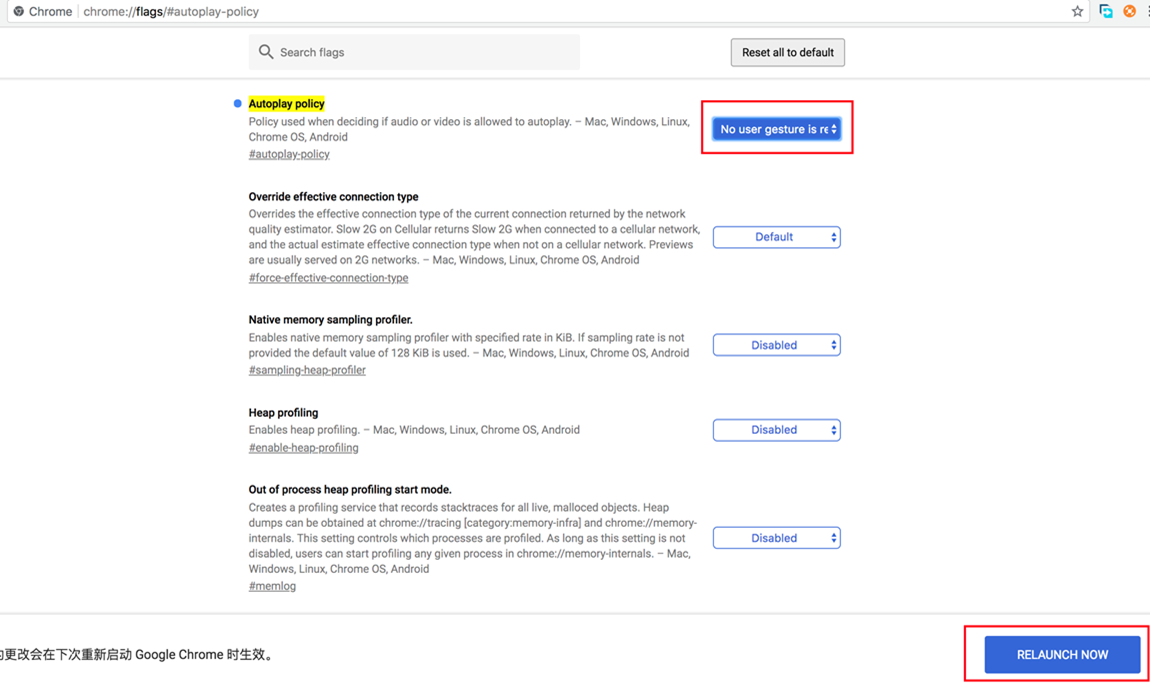 Chrome chrome://flags/#autoplay-policy
Search flags
Reset all to default
Autoplay policy
Policy used when deciding if audio or video is allowed to autoplay. – Mac, Windows, Linux,
Chrome OS, Android
#autoplay-policy
No user gesture is re
Override effective connection type
Overrides the effective connection type of the current connection returned by the network
quality estimator. Slow 2G on Cellular returns Slow 2G when connected to a cellular network,
and the actual estimate effective connection type when not on a cellular network. Previews
are usually served on 2G networks. – Mac, Windows, Linux, Chrome OS, Android
#force-effective-connection-type
Default
Native memory sampling profiler.
Enables native memory sampling profiler with specified rate in KiB. If sampling rate is not
provided the default value of 128 KiB is used. – Mac, Windows, Linux, Chrome OS, Android
#sampling-heap-profiler
Disabled
Heap profiling
Enables heap profiling. – Mac, Windows, Linux, Chrome OS, Android
#enable-heap-profiling
Disabled
Out of process heap profiling start mode.
Creates a profiling service that records stacktraces for all live, malloced objects. Heap
dumps can be obtained at chrome://tracing [category:memory-infra] and chrome://memory-
internals. This setting controls which processes are profiled. As long as this setting is not
disabled, users can start profiling any given process in chrome://memory-internals. – Mac,
Windows, Linux, Chrome OS, Android
#memlog
Disabled
更改会在下次重新启动 Google Chrome 时生效。
RELAUNCH NOW